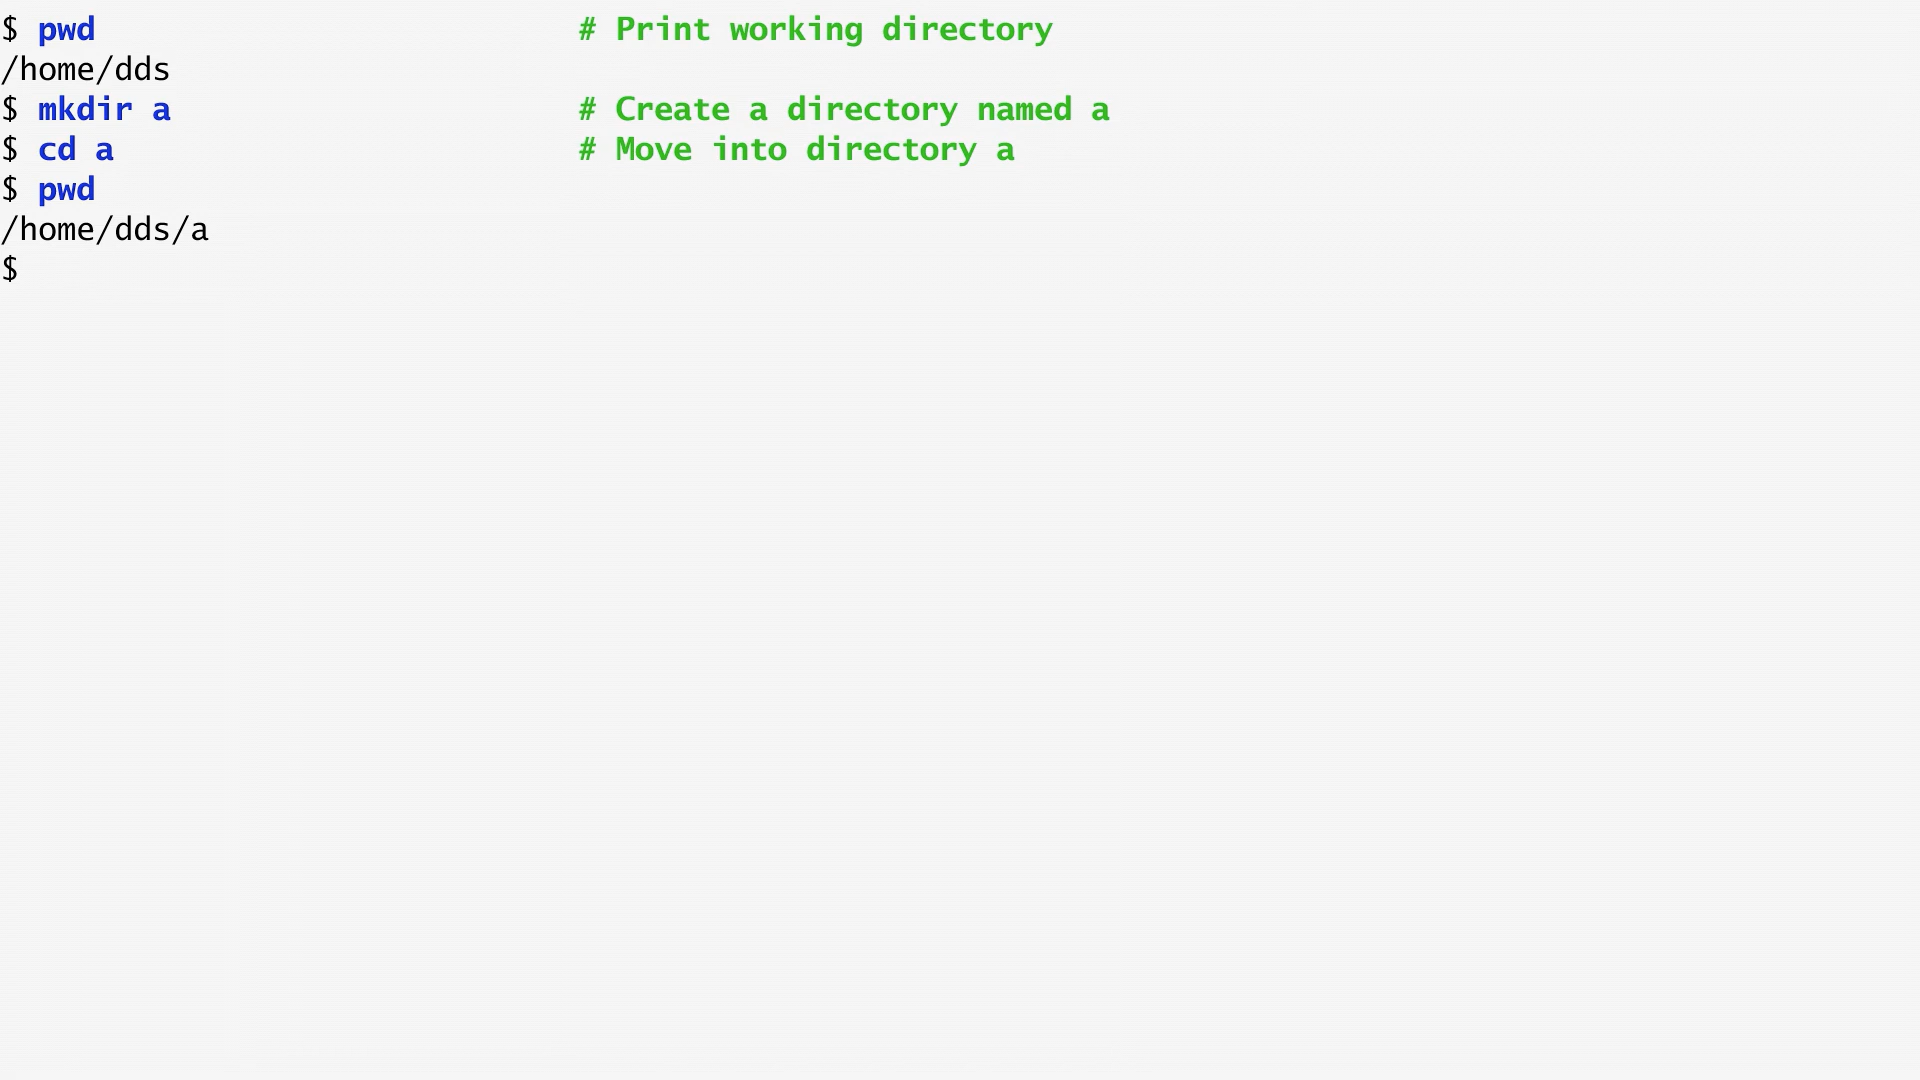 $ pwd # Print working directory
/home/dds
$ mkdir a # Create a directory named a
$ cd a # Move into directory a
$ pwd
/home/dds/a
$